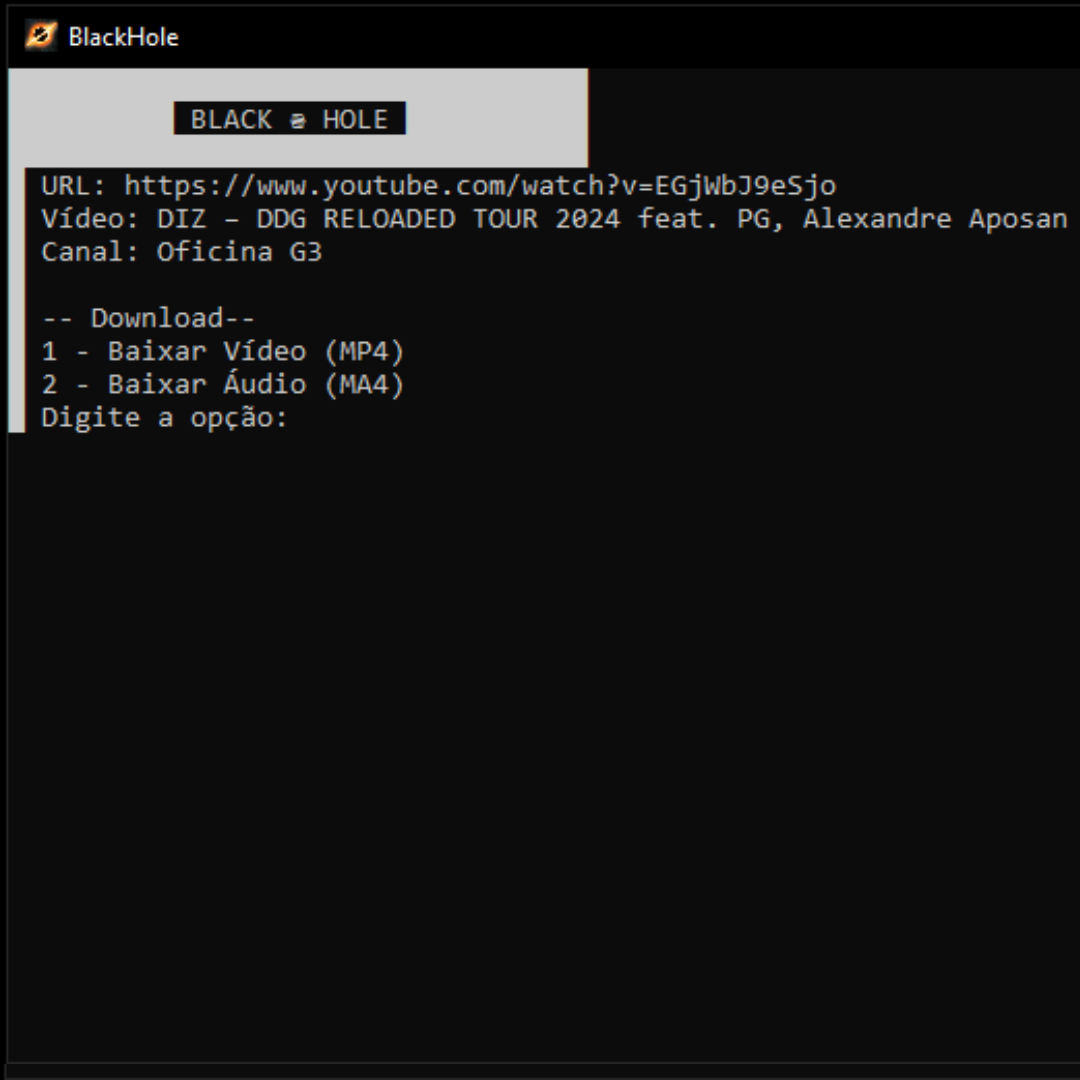 BlackHole
BLACK HOLE
URL: https://www.youtube.com/watch?v=EGjWbJ9eSjo
Vídeo: DIZ – DDG RELOADED TOUR 2024 feat. PG, Alexandre Aposan
Canal: Oficina G3
-- Download--
1 - Baixar Vídeo (MP4)
2 - Baixar Áudio (MA4)
Digite a opção: